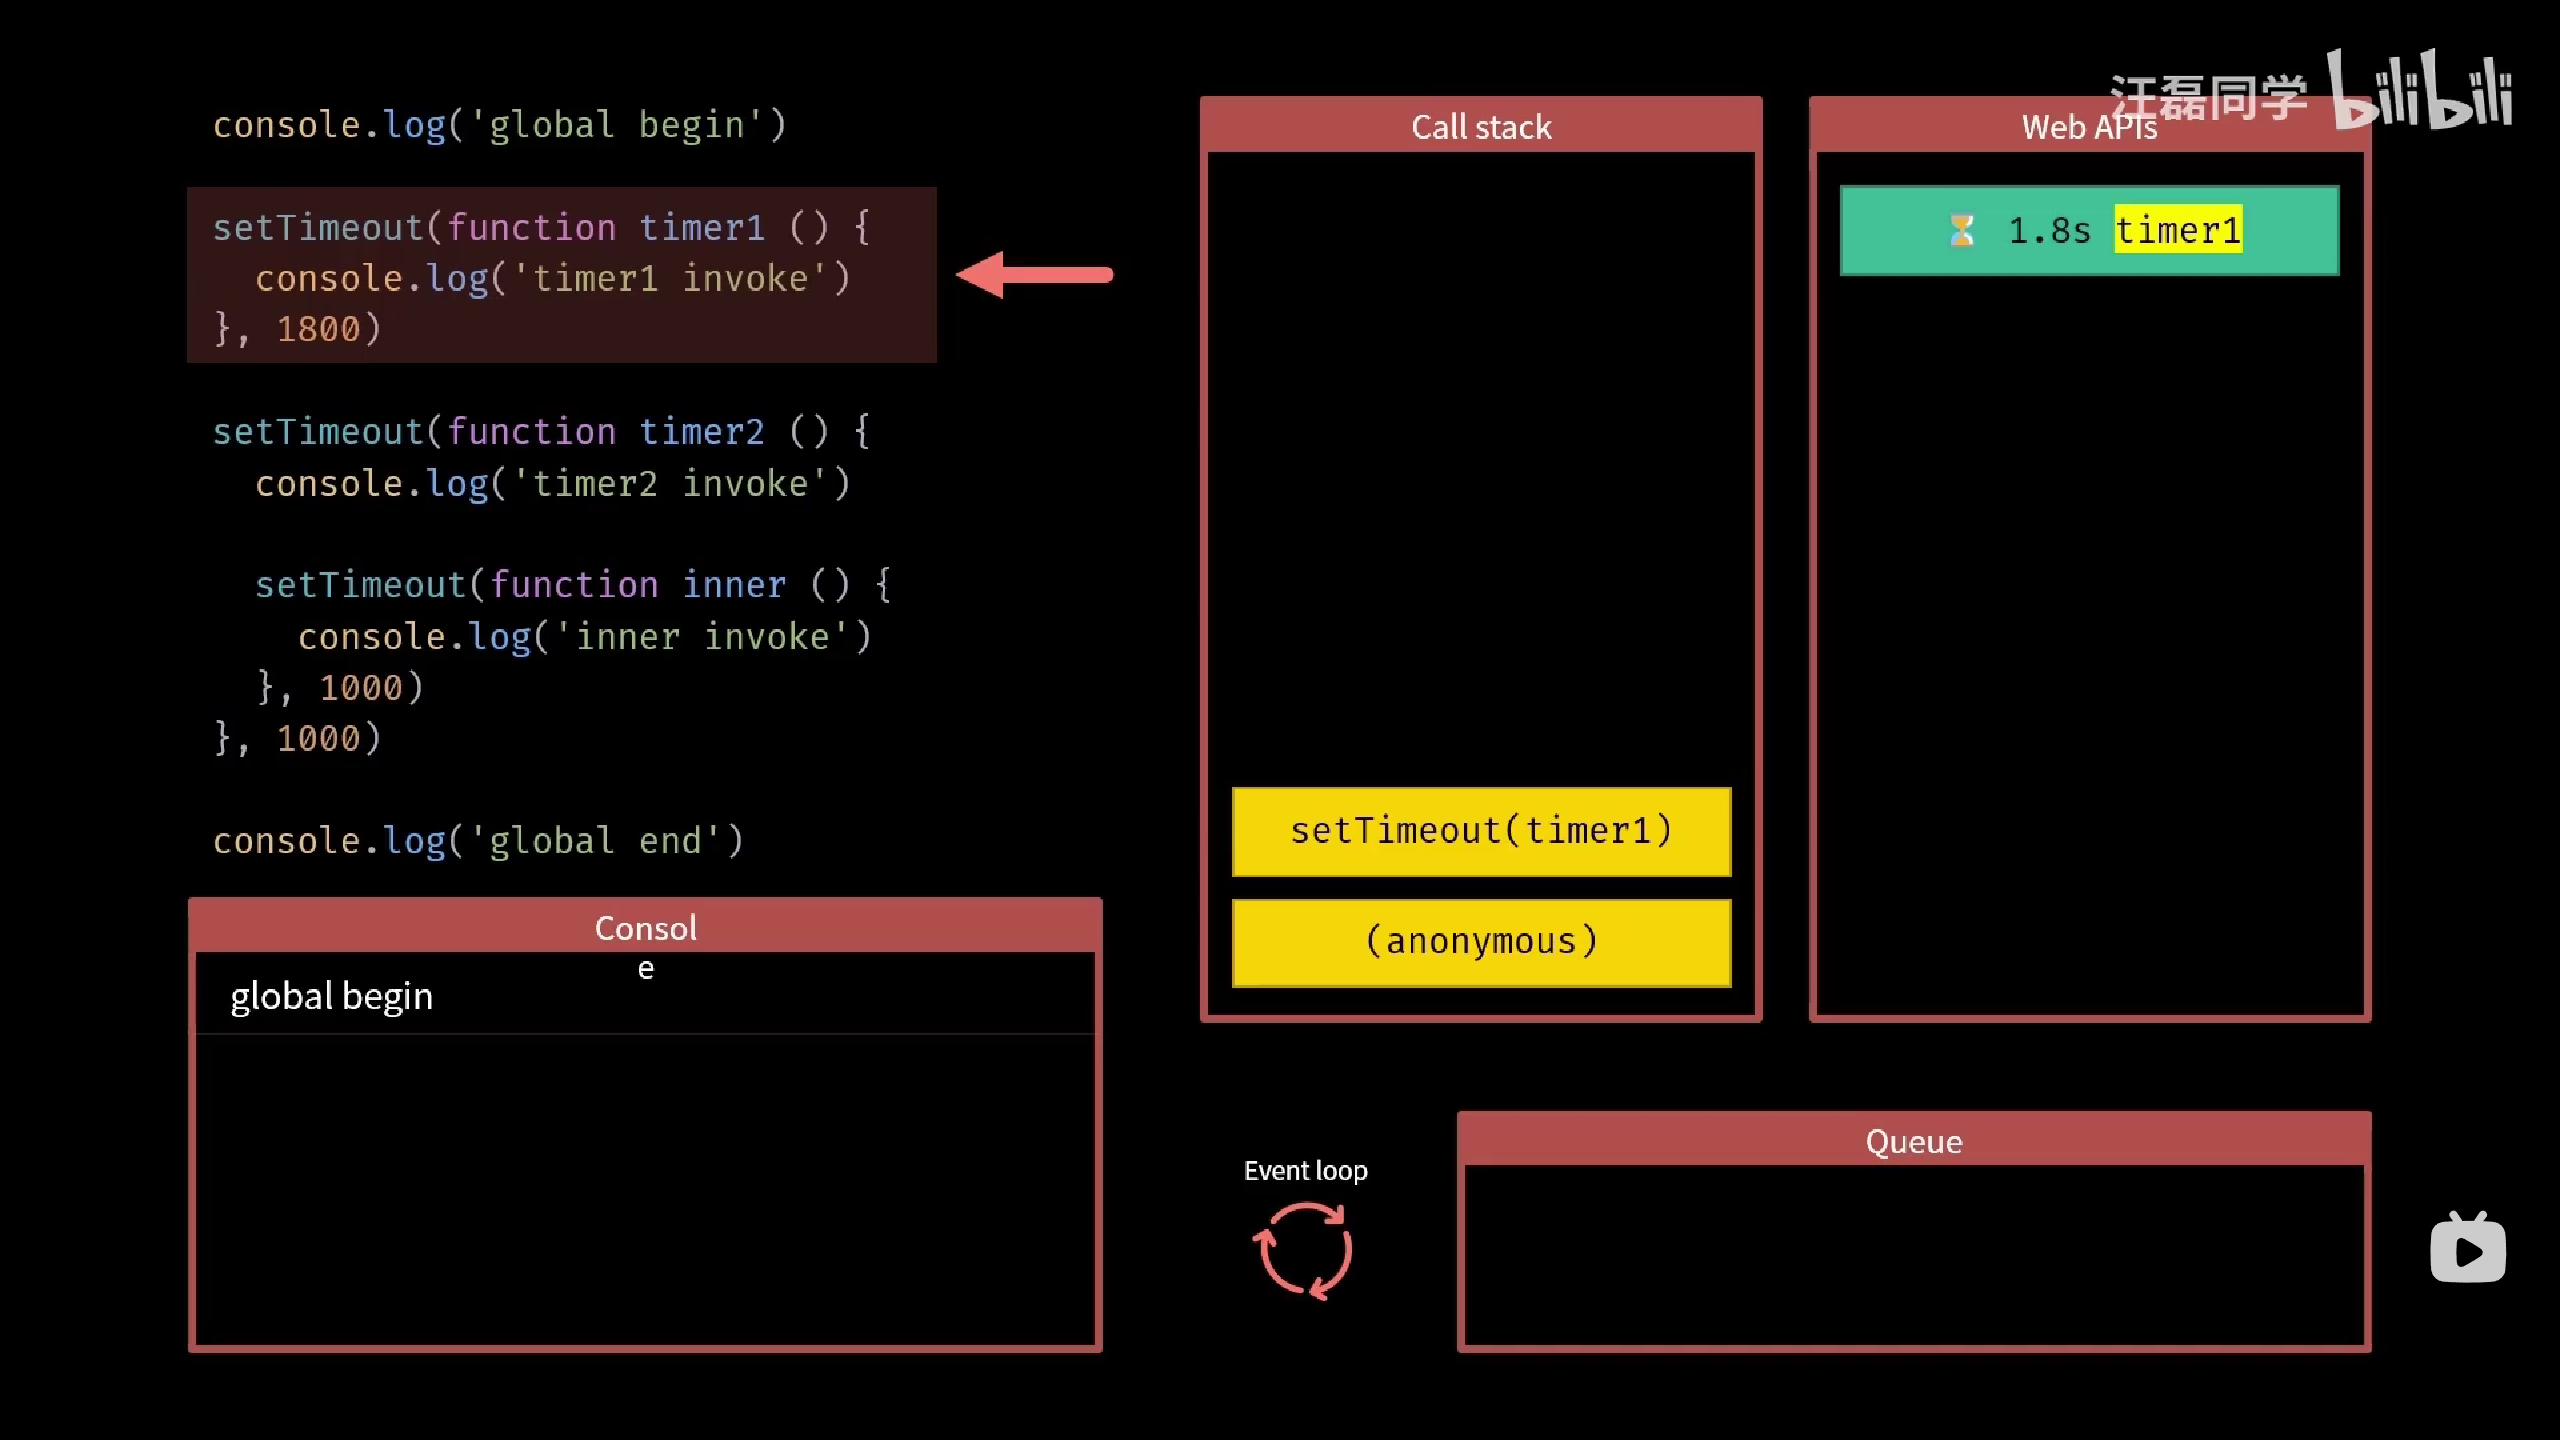 console.log('global begin')
setTimeout(function timer1 () {
  console.log('timer1 invoke')
}, 1800)
setTimeout(function timer2 () {
  console.log('timer2 invoke')
  setTimeout(function inner () {
    console.log('inner invoke')
  }, 1000)
}, 1000)
console.log('global end')
Consol
e
global begin
Call stack
setTimeout(timer1)
(anonymous)
汪磊同学 bilibili
Web APIs
⏳ 1.8s timer1
Event loop
Queue